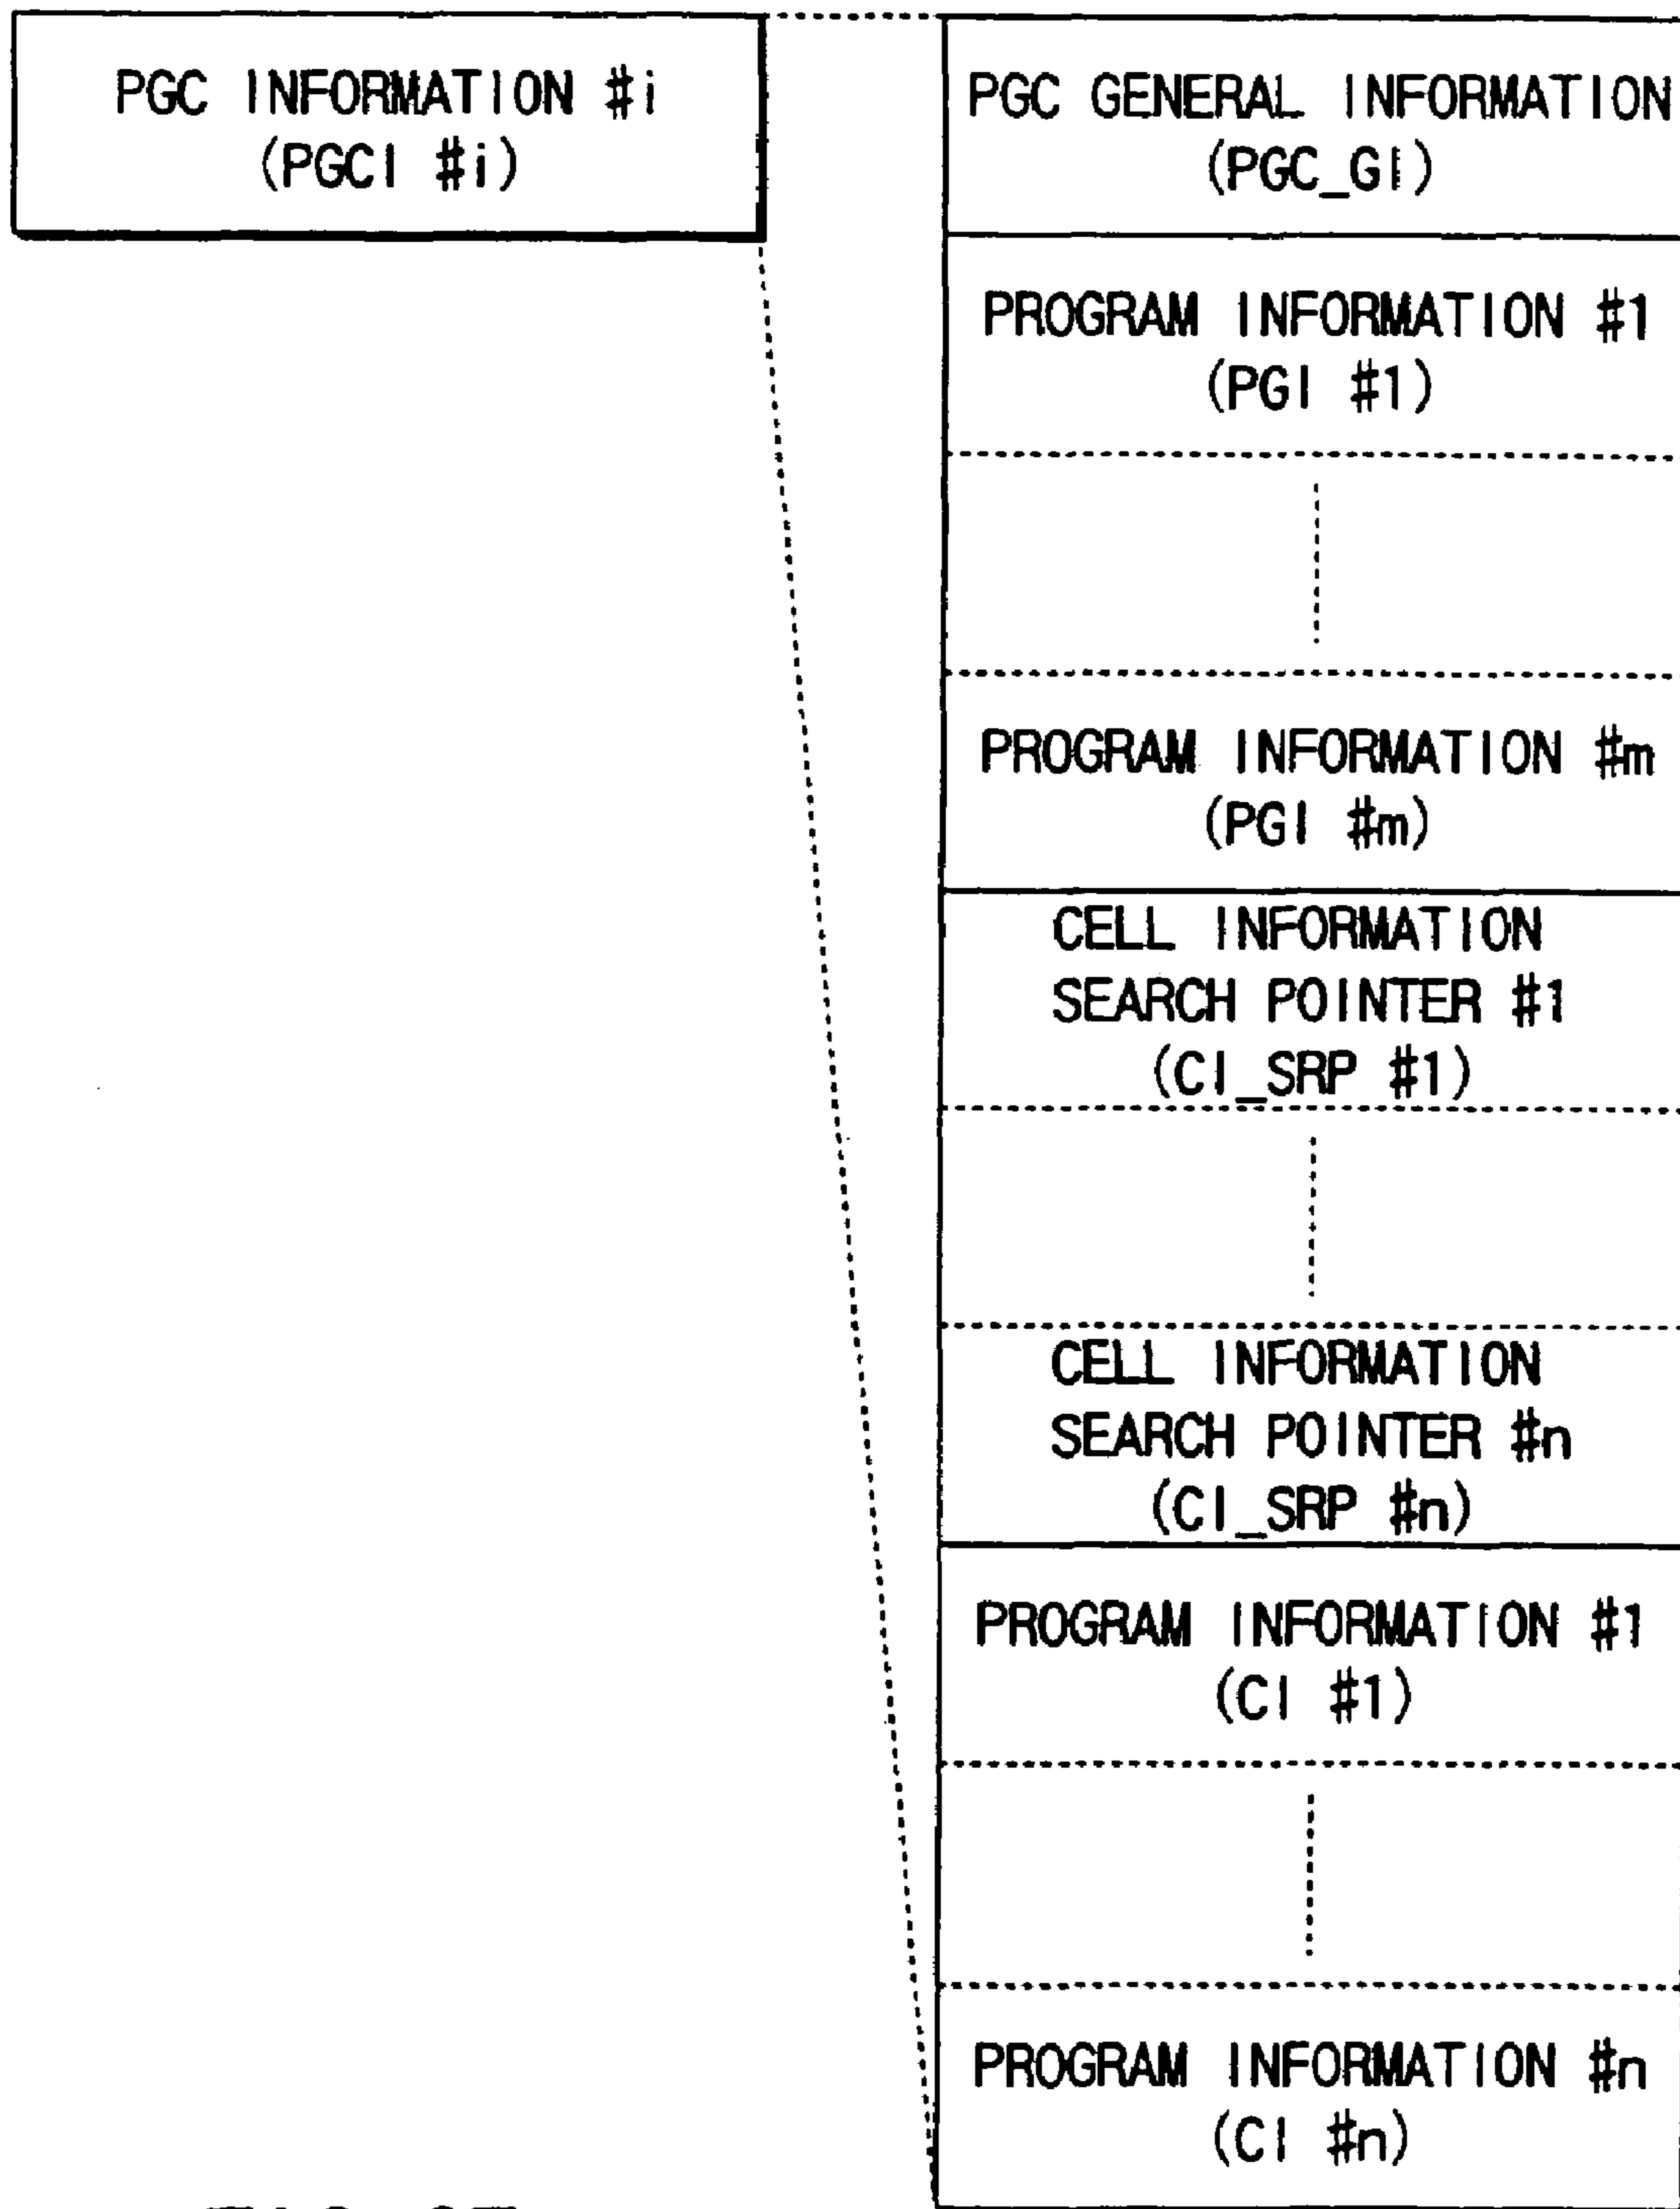 PGC INFORMATION #i
(PGCI #i)
PGC GENERAL INFORMATION
(PGC_GI)
PROGRAM INFORMATION #1
(PGI #1)
PROGRAM INFORMATION #m
(PGI #m)
CELL INFORMATION
SEARCH POINTER #1
(CI_SRP #1)
CELL INFORMATION
SEARCH POINTER #n
(CI_SRP #n)
PROGRAM INFORMATION #1
(CI #1)
PROGRAM INFORMATION #n
(CI #n)